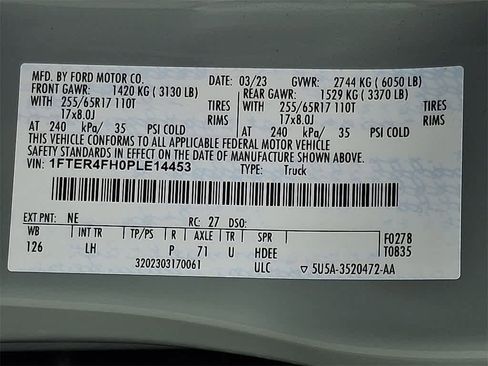 MFD. BY FORD MOTOR CO. 03/23 GVWR: 2744 KG ( 6050 LB)
FRONT GAWR: 1420 KG ( 3130 LB) REAR GAWR: 1529 KG ( 3370 LB)
WITH 255/65R17 110T TIRES WITH 255/65R17 110T TIRES
17x8.0J RIMS 17x8.0J RIMS
AT 240 kPa/ 35 PSI COLD AT 240 kPa/ 35 PSI COLD
THIS VEHICLE CONFORMS TO ALL APPLICABLE FEDERAL MOTOR VEHICLE
SAFETY STANDARDS IN EFFECT ON THE DATE OF MANUFACTURE SHOWN ABOVE.
VIN: 1FTER4FH0PLE14453 TYPE: Truck
EXT PNT: NE RC: 27 DSO:
WB INT TR TP/PS R AXLE TR SPR F0278
126 LH P 71 U HDEE T0835
3202303170061 ULC 5U5A-3520472-AA